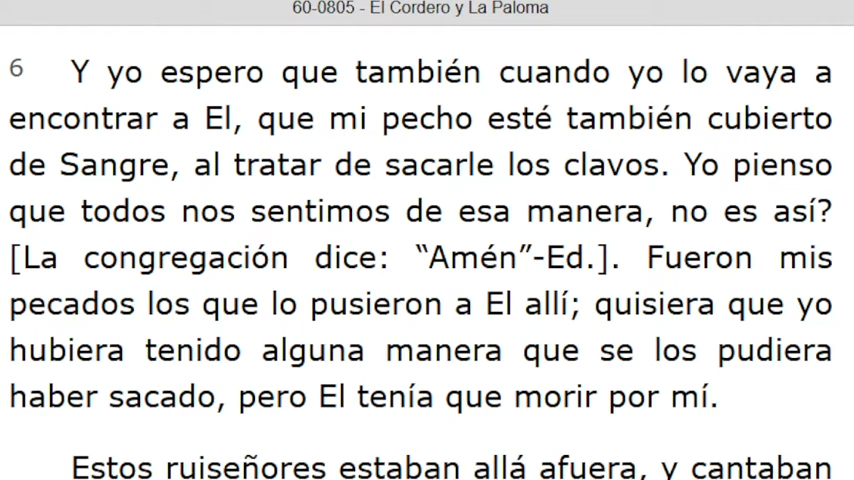 60-0805 - El Cordero y La Paloma
6 Y yo espero que también cuando yo lo vaya a
encontrar a El, que mi pecho esté también cubierto
de Sangre, al tratar de sacarle los clavos. Yo pienso
que todos nos sentimos de esa manera, no es así?
[La congregación dice: “Amén”-Ed.]. Fueron mis
pecados los que lo pusieron a El allí; quisiera que yo
hubiera tenido alguna manera que se los pudiera
haber sacado, pero El tenía que morir por mí.
Estos ruiseñores estaban allá afuera, y cantaban